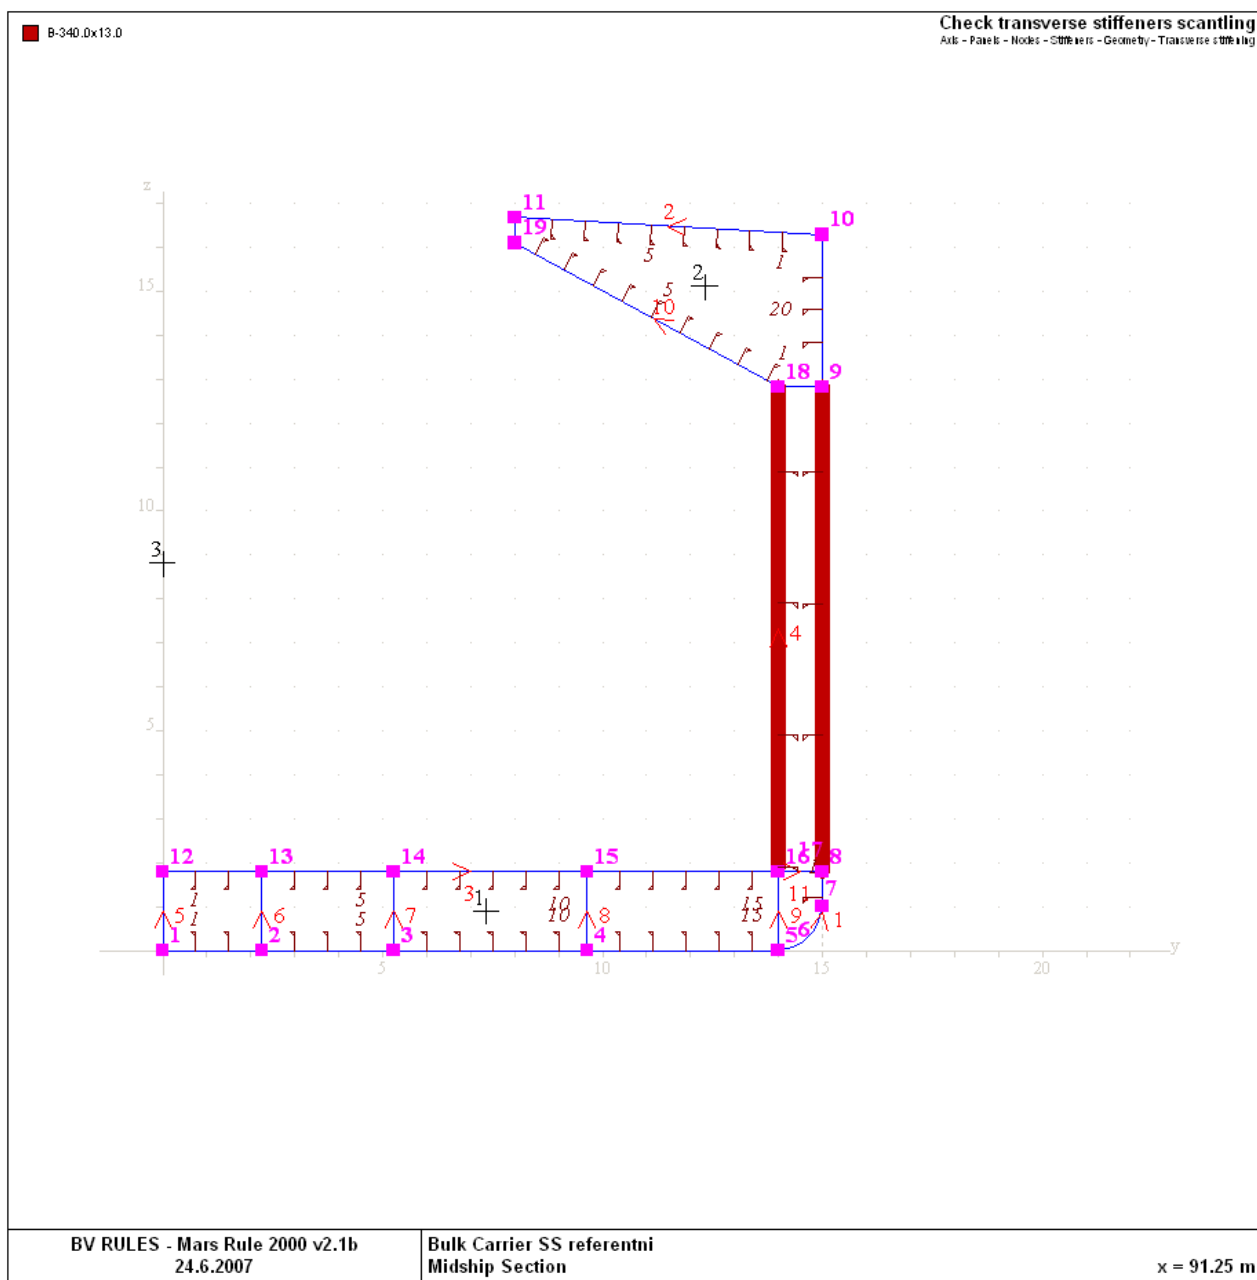 B-340.0x13.0
Check transverse stiffeners scantling
Axis - Panels - Nodes - Stiffeners - Geometry - Transverse stiffening
z
11
2
10
19
5
1
2
15
5
20
10
1
18 9
10
3
4
5
12 13 14 15 16 17 8
3 1
1 5 10 15 11 7
1 5 10 15
5 6 7 8 9 1
1 2 3 4 5 6
y
5 10 15 20
BV RULES - Mars Rule 2000 v2.1b
24.6.2007
Bulk Carrier SS referentni
Midship Section
x = 91.25 m